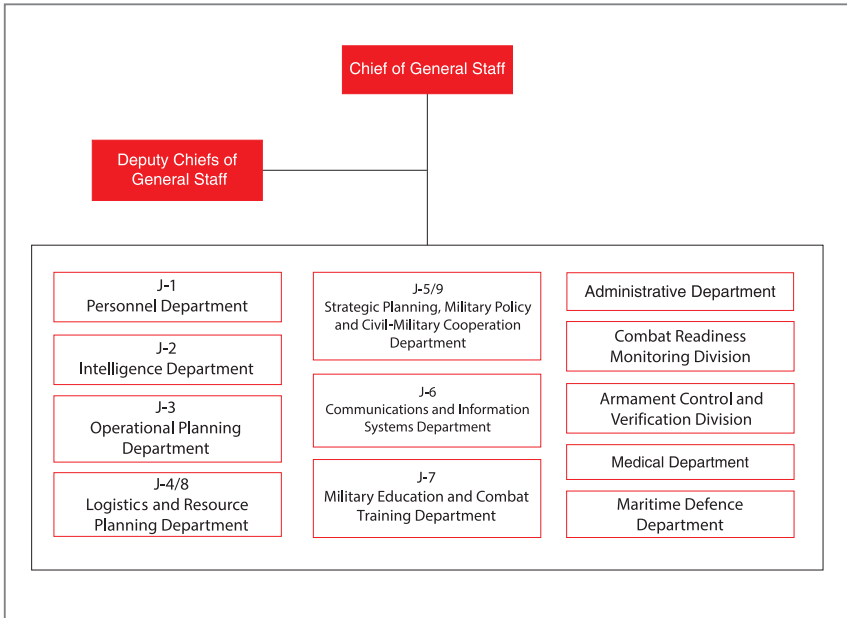 Chief of General Staff
Deputy Chiefs of
General Staff
J-1
Personnel Department
J-2
Intelligence Department
J-3
Operational Planning
Department
J-4/8
Logistics and Resource
Planning Department
J-5/9
Strategic Planning, Military Policy
and Civil-Military Cooperation
Department
J-6
Communications and Information
Systems Department
J-7
Military Education and Combat
Training Department
Administrative Department
Combat Readiness
Monitoring Division
Armament Control and
Verification Division
Medical Department
Maritime Defence
Department